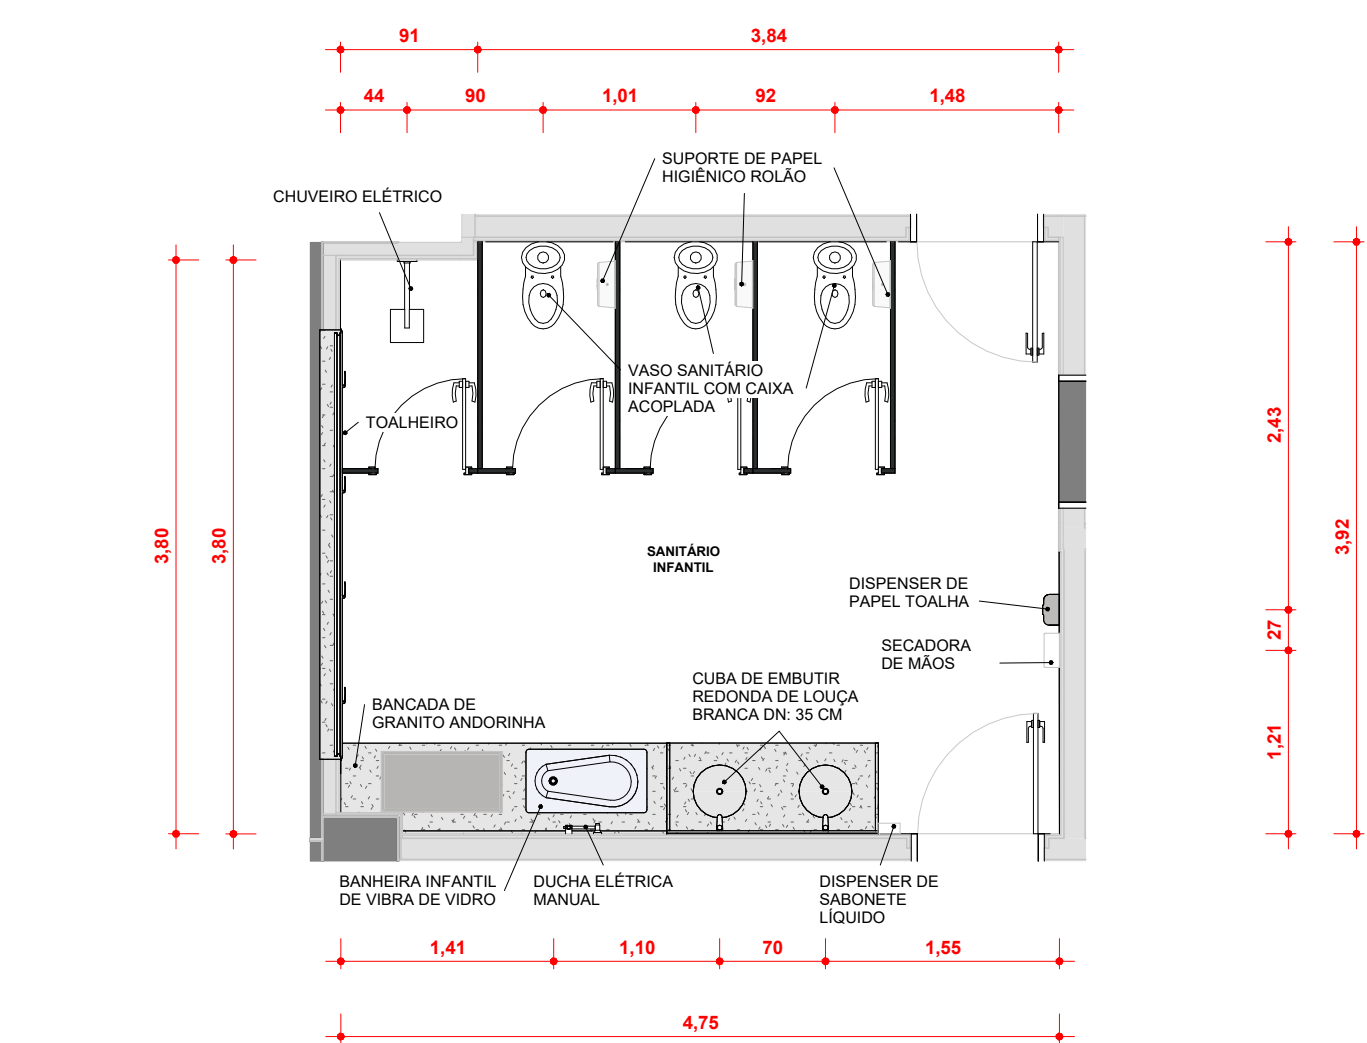 91
3,84
44
90
1,01
92
1,48
SUPORTE DE PAPEL
HIGIÊNICO ROLÃO
CHUVEIRO ELÉTRICO
VASO SANITÁRIO
INFANTIL COM CAIXA
ACOPLADA
TOALHEIRO
2,43
3,80
3,80
3,92
SANITÁRIO
INFANTIL
DISPENSER DE
PAPEL TOALHA
27
SECADORA
DE MÃOS
CUBA DE EMBUTIR
REDONDA DE LOUÇA
BRANCA DN: 35 CM
BANCADA DE
GRANITO ANDORINHA
1,21
BANHEIRA INFANTIL
DE VIBRA DE VIDRO
DUCHA ELÉTRICA
MANUAL
DISPENSER DE
SABONETE
LÍQUIDO
1,41
1,10
70
1,55
4,75